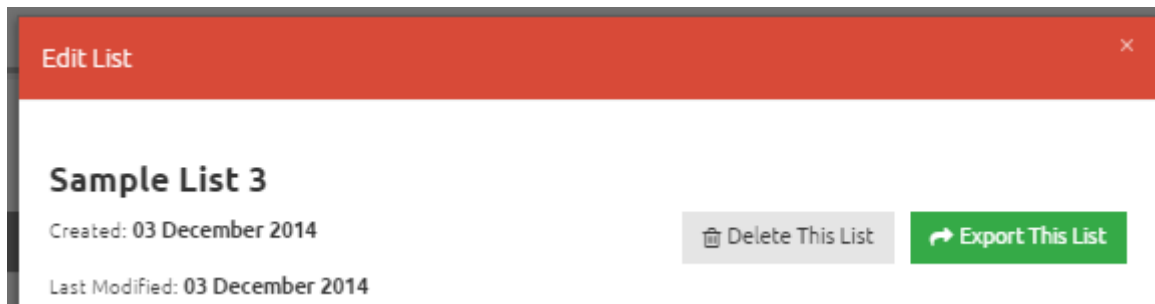 Edit List
×
Sample List 3
Created: 03 December 2014
Delete This List
Export This List
Last Modified: 03 December 2014